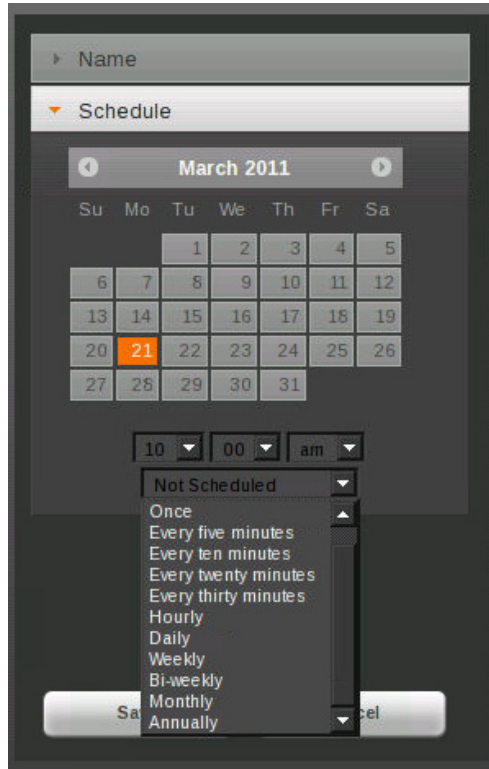 Name
Schedule
March 2011
Su Mo Tu We Th Fr Sa
1 2 3 4 5
6 7 8 9 10 11 12
13 14 15 16 17 18 19
20 21 22 23 24 25 26
27 28 29 30 31
10 00 am
Not Scheduled
Once
Every five minutes
Every ten minutes
Every twenty minutes
Every thirty minutes
Hourly
Daily
Weekly
Bi-weekly
Monthly
Annually